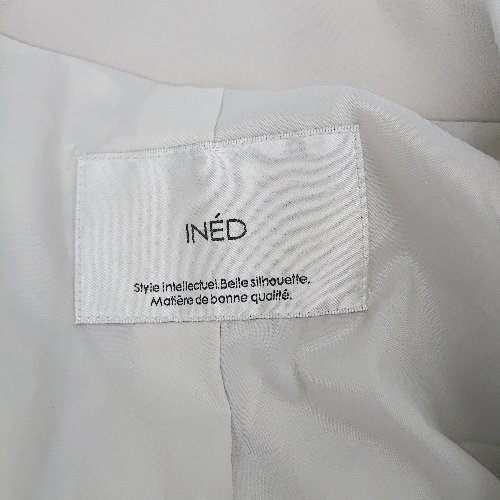 INÉD
Style intellectuel.Belle silhouette.
Matière de bonne qualité.